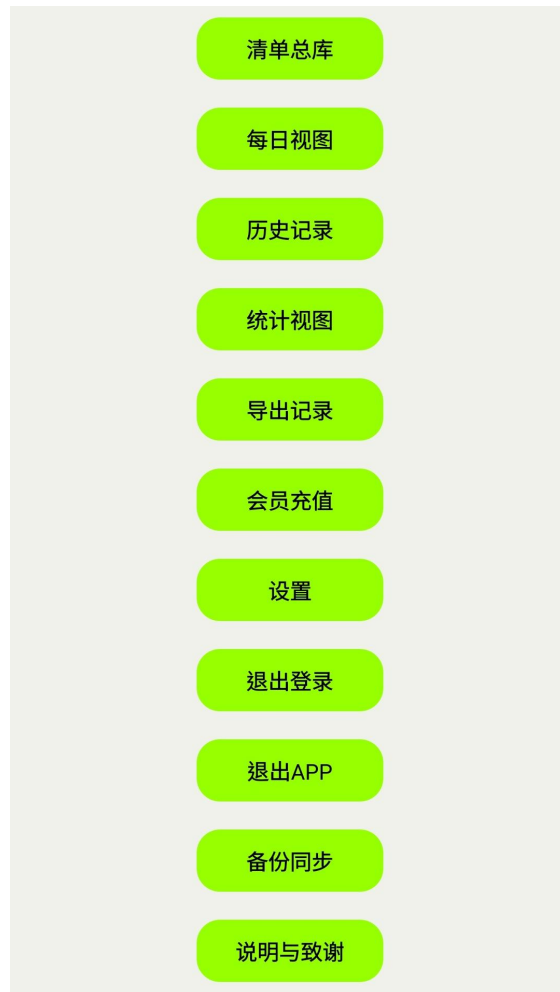 清单总库
每日视图
历史记录
统计视图
导出记录
会员充值
设置
退出登录
退出APP
备份同步
说明与致谢